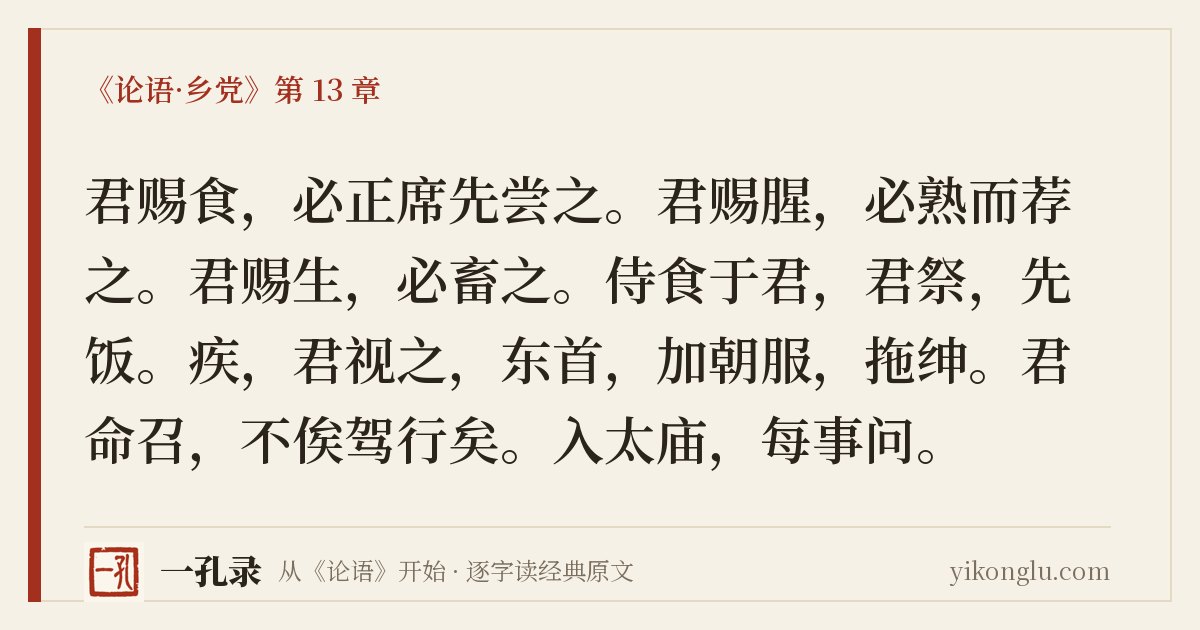 《论语·乡党》第 13 章
君赐食，必正席先尝之。君赐腥，必熟而荐
之。君赐生，必畜之。侍食于君，君祭，先
饭。疾，君视之，东首，加朝服，拖绅。君
命召，不俟驾行矣。入太庙，每事问。
一孔
一孔录 从《论语》开始 · 逐字读经典原文 yikonglu.com